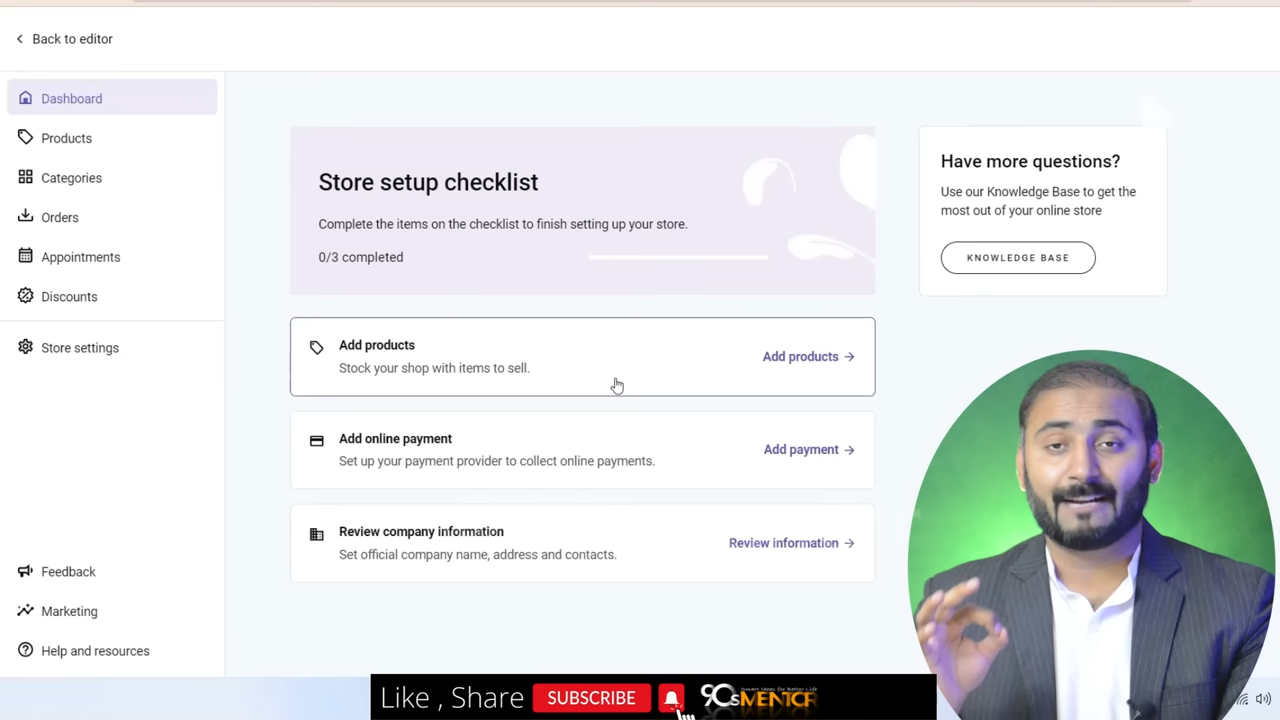 Back to editor
Dashboard
Products
Categories
Orders
Appointments
Discounts
Store settings
Feedback
Marketing
Help and resources
Store setup checklist
Complete the items on the checklist to finish setting up your store.
0/3 completed
Add products
Stock your shop with items to sell.
Add products →
Add online payment
Set up your payment provider to collect online payments.
Add payment →
Review company information
Set official company name, address and contacts.
Review information →
Have more questions?
Use our Knowledge Base to get the
most out of your online store
KNOWLEDGE BASE
Like , Share SUBSCRIBE